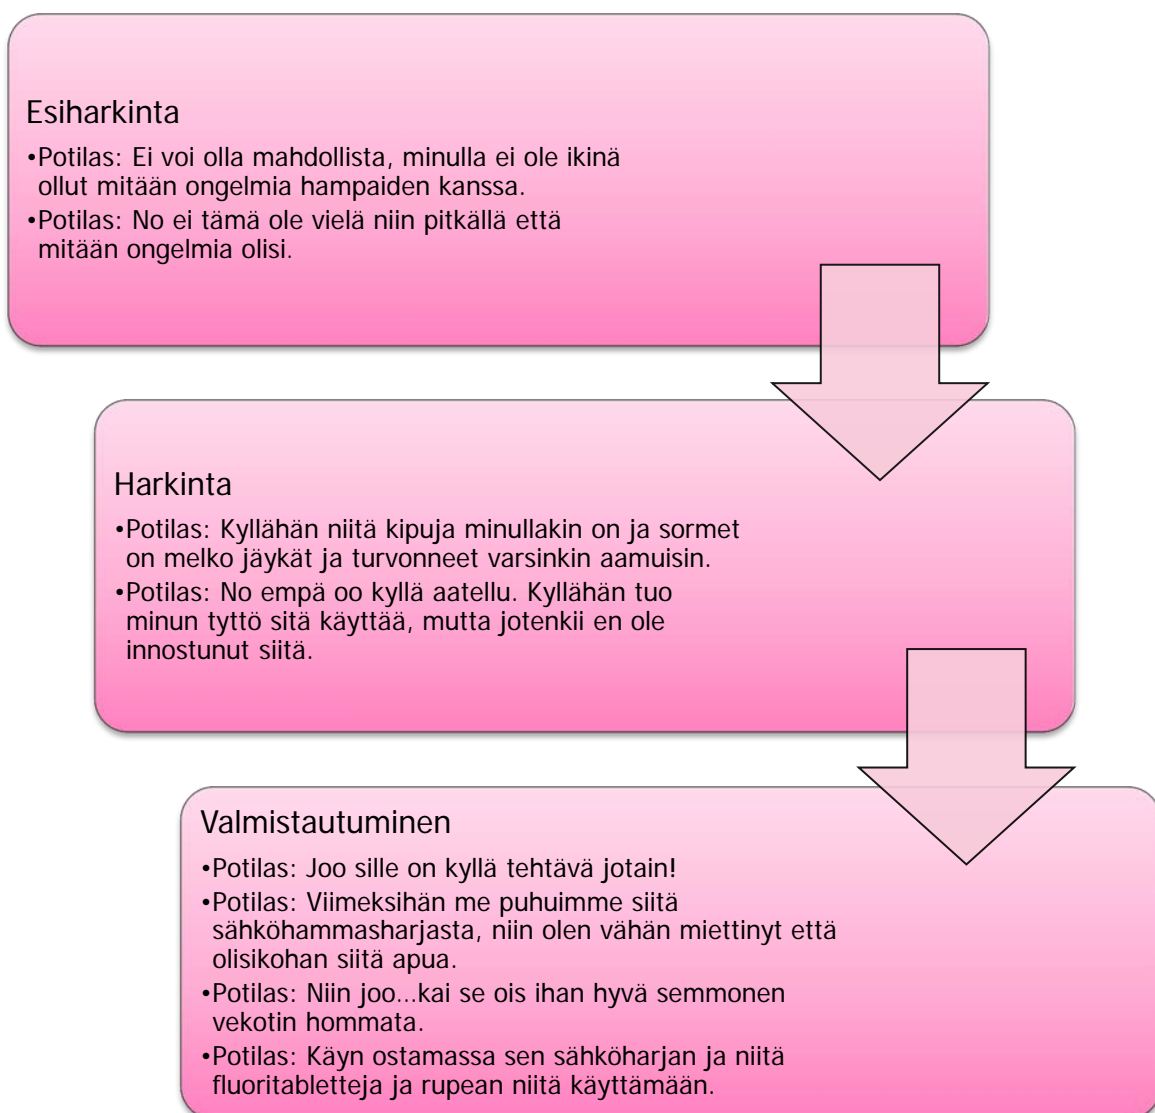 Esiharkinta
•Potilas: Ei voi olla mahdollista, minulla ei ole ikinä
ollut mitään ongelmia hampaiden kanssa.
•Potilas: No ei tämä ole vielä niin pitkällä että
mitään ongelmia olisi.
Harkinta
•Potilas: Kyllähän niitä kipuja minullakin on ja sormet
on melko jäykät ja turvonneet varsinkin aamuisin.
•Potilas: No empä oo kyllä aatellu. Kyllähän tuo
minun tyttö sitä käyttää, mutta jotenkii en ole
innostunut siitä.
Valmistautuminen
•Potilas: Joo sille on kyllä tehtävä jotain!
•Potilas: Viimeksihän me puhuimme siitä
sähköhammasharjasta, niin olen vähän miettinyt että
olisikohan siitä apua.
•Potilas: Niin joo...kai se ois ihan hyvä semmonen
vekotin hommata.
•Potilas: Käyn ostamassa sen sähköharjan ja niitä
fluoritabletteja ja rupean niitä käyttämään.